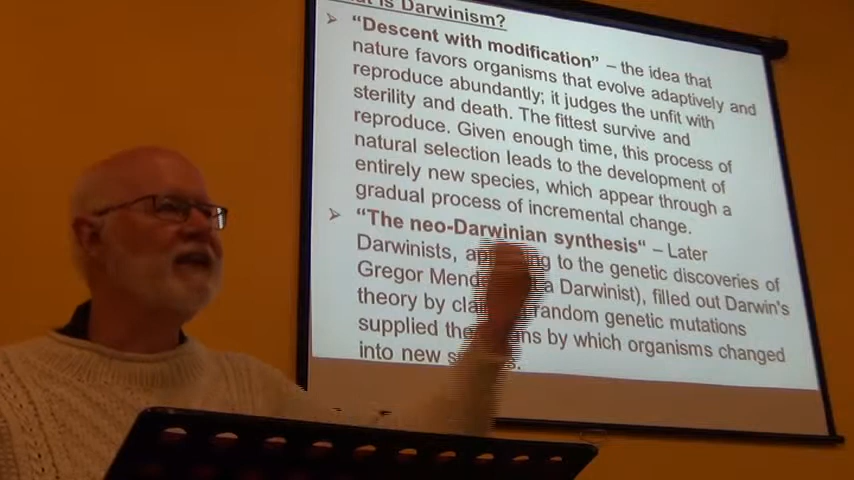 is Darwinism?
➢ “Descent with modification” – the idea that
nature favors organisms that evolve adaptively and
reproduce abundantly; it judges the unfit with
sterility and death. The fittest survive and
reproduce. Given enough time, this process of
natural selection leads to the development of
entirely new species, which appear through a
gradual process of incremental change.
➢ “The neo-Darwinian synthesis“ – Later
Darwinists, to the genetic discoveries of
Gregor a Darwinist), filled out Darwin's
theory by random genetic mutations
supplied by which organisms changed
into new